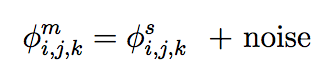 ϕ^m_{i,j,k} = ϕ^s_{i,j,k} + noise